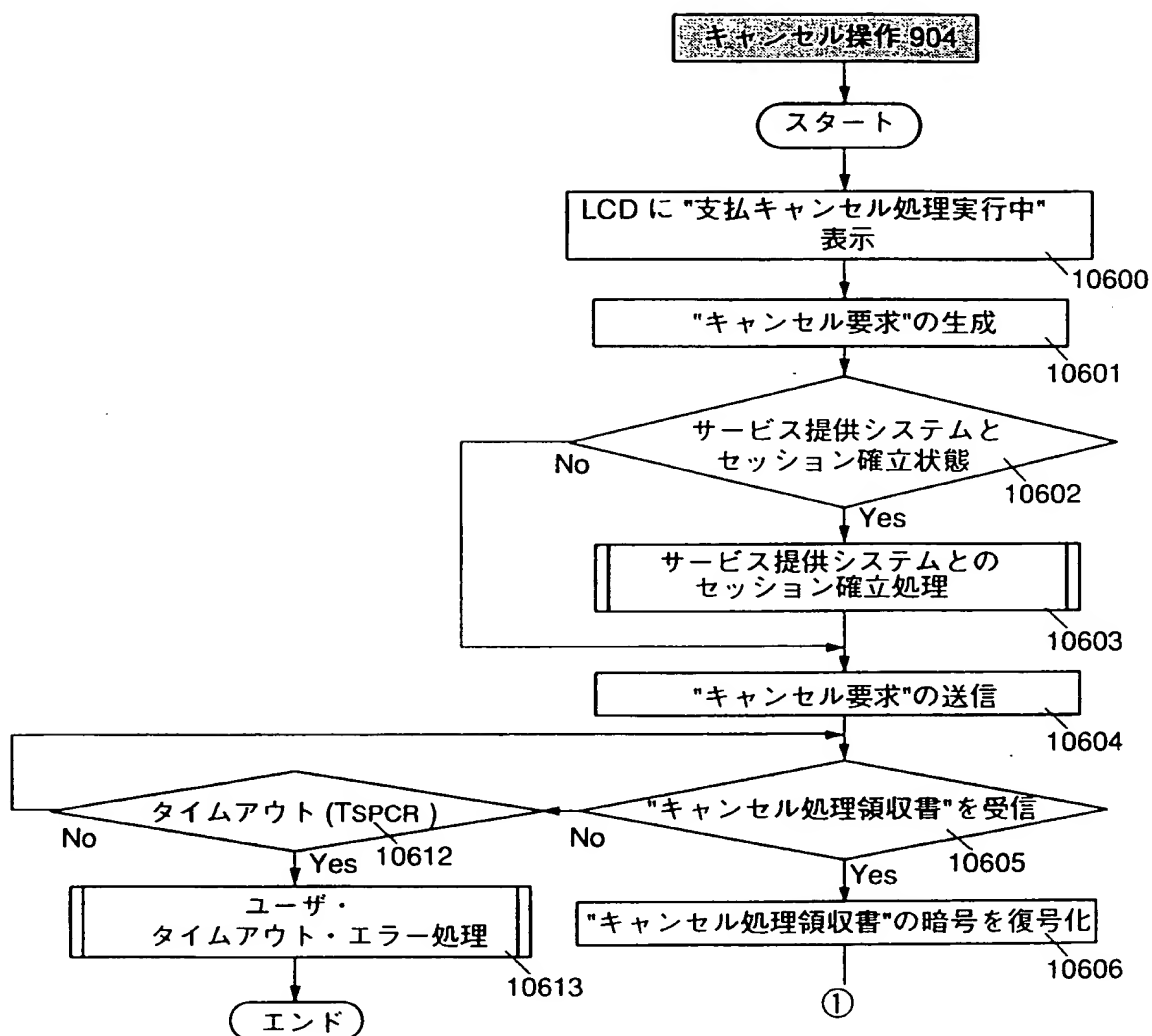 キャンセル操作 904
スタート
LCD に "支払キャンセル処理実行中"
表示
10600
"キャンセル要求"の生成
10601
サービス提供システムと
セッション確立状態
No
10602
Yes
サービス提供システムとの
セッション確立処理
10603
"キャンセル要求"の送信
10604
タイムアウト (TSPCR )
No
10612
Yes
"キャンセル処理領収書"を受信
No
10605
Yes
ユーザ・
タイムアウト・エラー処理
10613
エンド
"キャンセル処理領収書"の暗号を復号化
10606
①